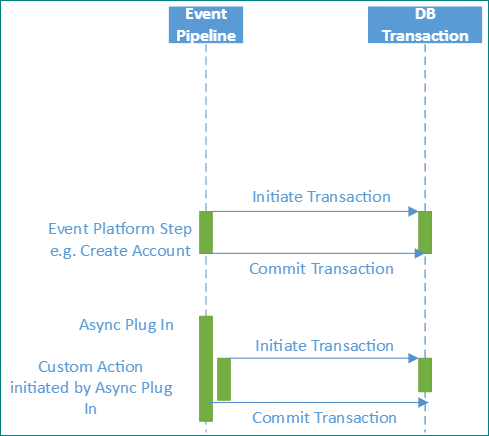 Event
Pipeline
DB
Transaction
Initiate Transaction
Event Platform Step
e.g. Create Account
Commit Transaction
Async Plug In
Initiate Transaction
Custom Action
initiated by Async Plug
In
Commit Transaction